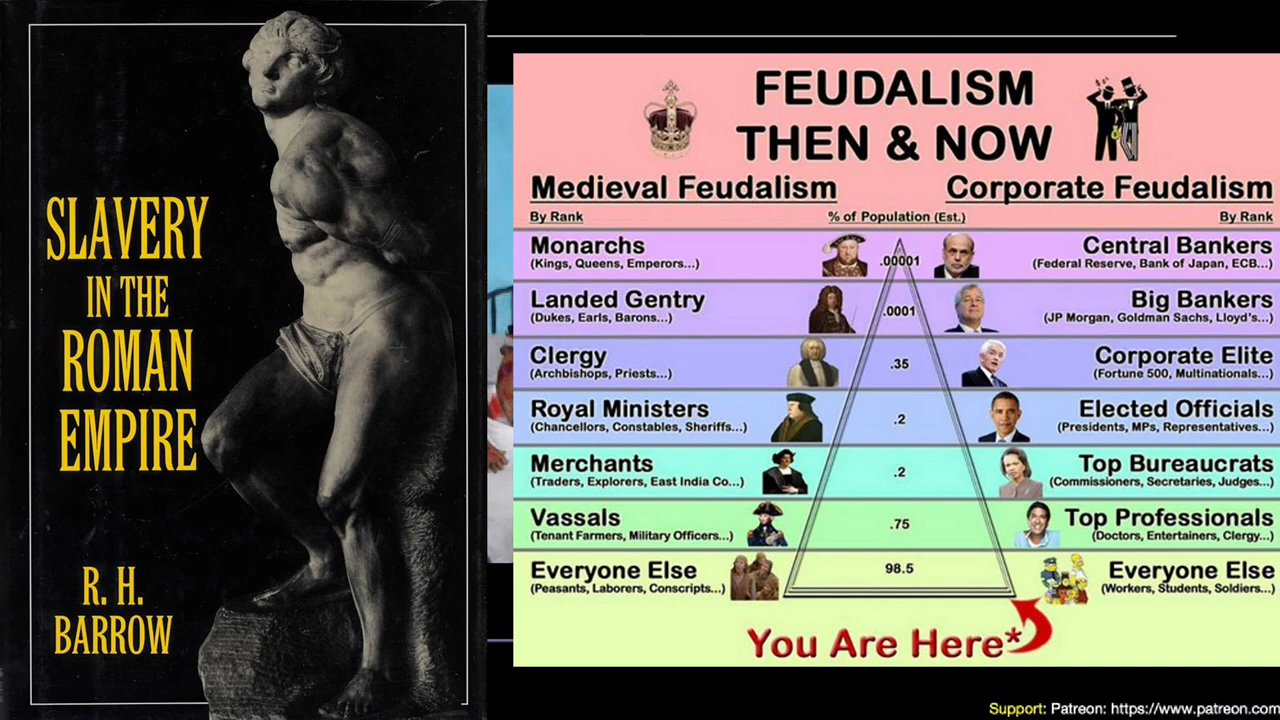 SLAVERY
IN THE
ROMAN
EMPIRE
R. H.
BARROW
FEUDALISM
THEN & NOW
Medieval Feudalism
Corporate Feudalism
By Rank
% of Population (Est.)
By Rank
Monarchs
(Kings, Queens, Emperors...)
.00001
Central Bankers
(Federal Reserve, Bank of Japan, ECB...)
Landed Gentry
(Dukes, Earls, Barons...)
.0001
Big Bankers
(JP Morgan, Goldman Sachs, Lloyd's...)
Clergy
(Archbishops, Priests...)
.35
Corporate Elite
(Fortune 500, Multinationals...)
Royal Ministers
(Chancellors, Constables, Sheriffs...)
.2
Elected Officials
(Presidents, MPs, Representatives...)
Merchants
(Traders, Explorers, East India Co...)
.2
Top Bureaucrats
(Commissioners, Secretaries, Judges...)
Vassals
(Tenant Farmers, Military Officers...)
.75
Top Professionals
(Doctors, Entertainers, Clergy...)
Everyone Else
(Peasants, Laborers, Conscripts...)
98.5
Everyone Else
(Workers, Students, Soldiers...)
You Are Here*
Support: Patreon: https://www.patreon.com